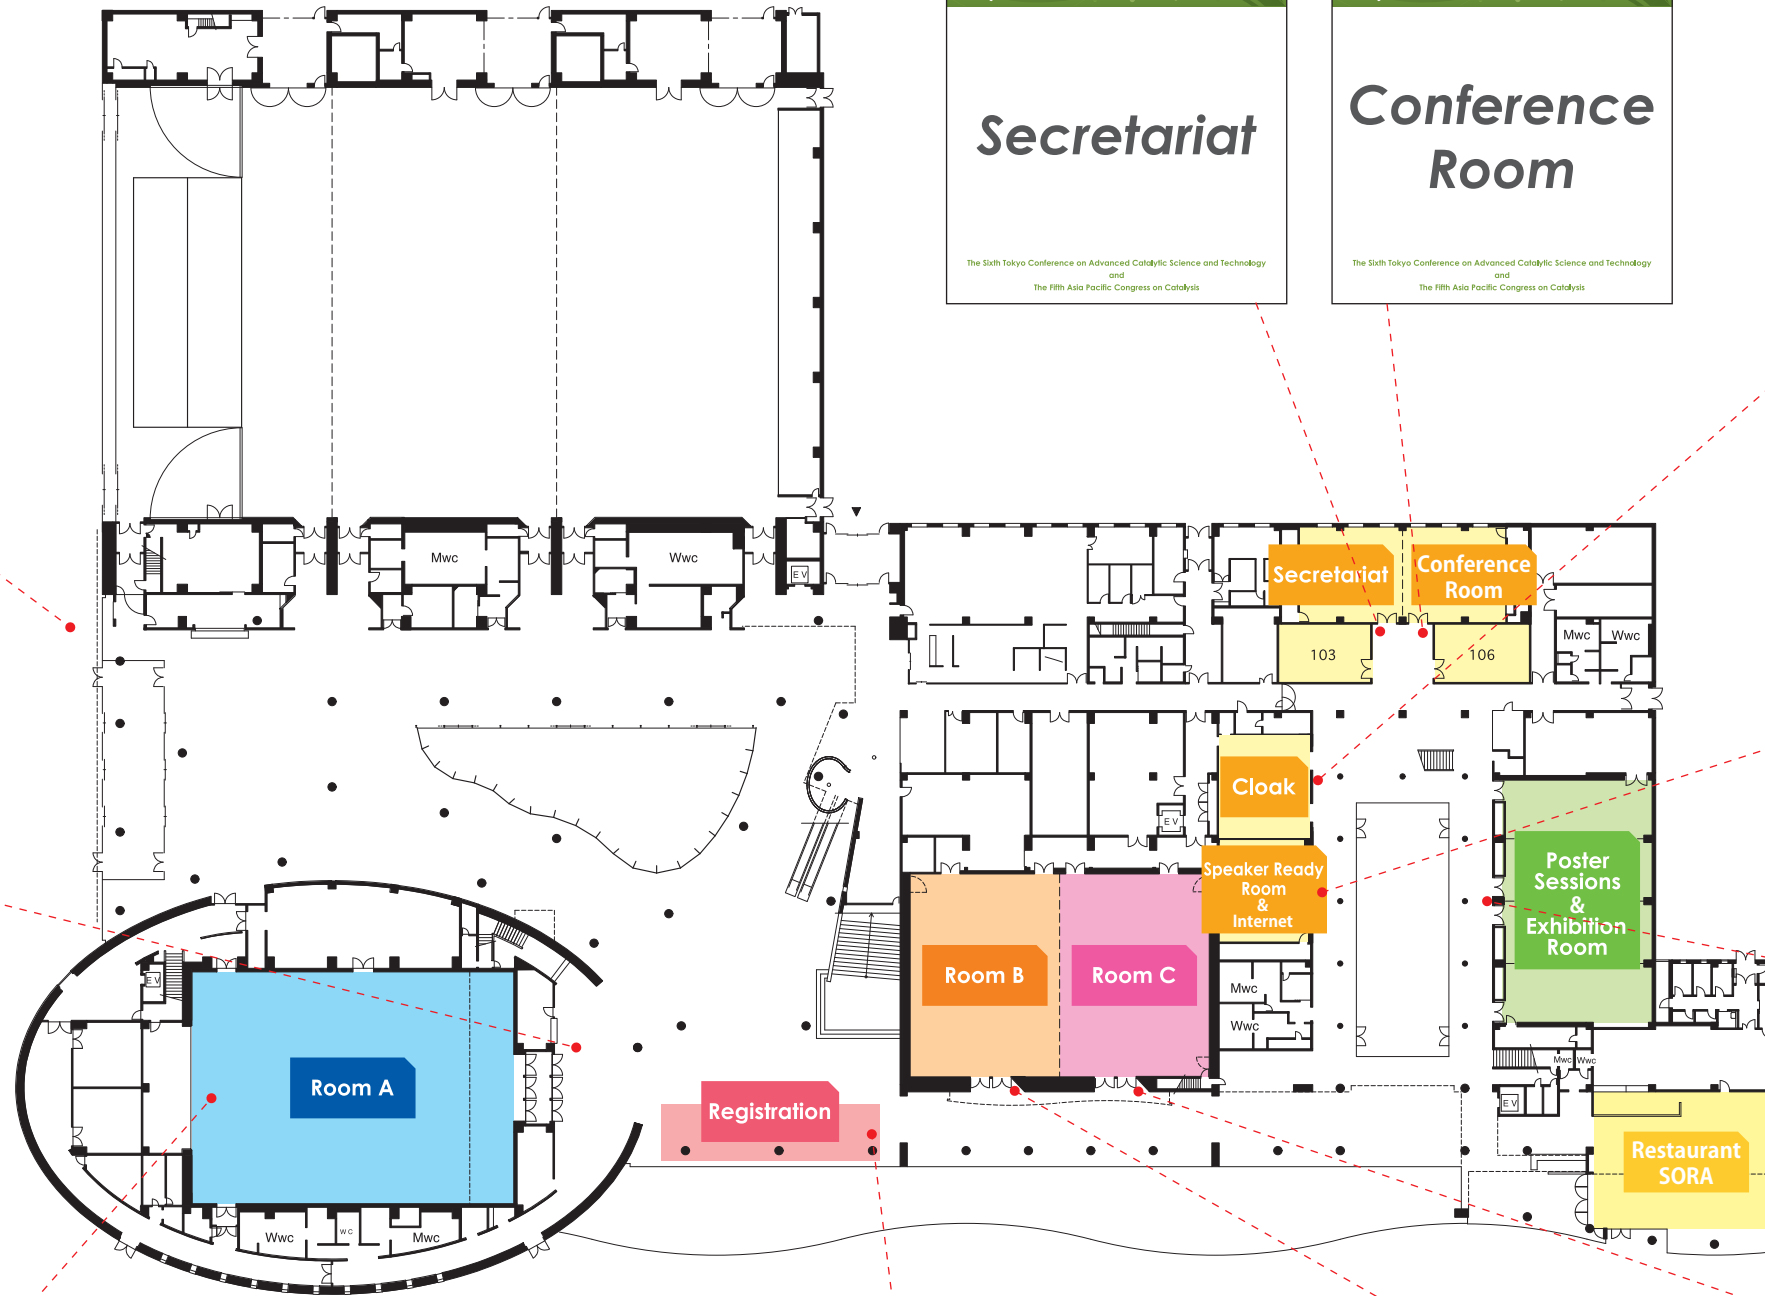 Secretariat
The Sixth Tokyo Conference on Advanced Catalytic Science and Technology
and
The Fifth Asia Pacific Congress on Catalysis
Conference
Room
The Sixth Tokyo Conference on Advanced Catalytic Science and Technology
and
The Fifth Asia Pacific Congress on Catalysis
Mwc
Wwc
EV
Secretariat
Conference
Room
103
106
Mwc
Wwc
Cloak
EV
Speaker Ready
Room
&
Internet
Poster
Sessions
&
Exhibition
Room
Room B
Room C
EV
Mwc
Wwc
Mwc
Wwc
EV
Room A
Registration
Restaurant
SORA
Wwc
WC
Mwc